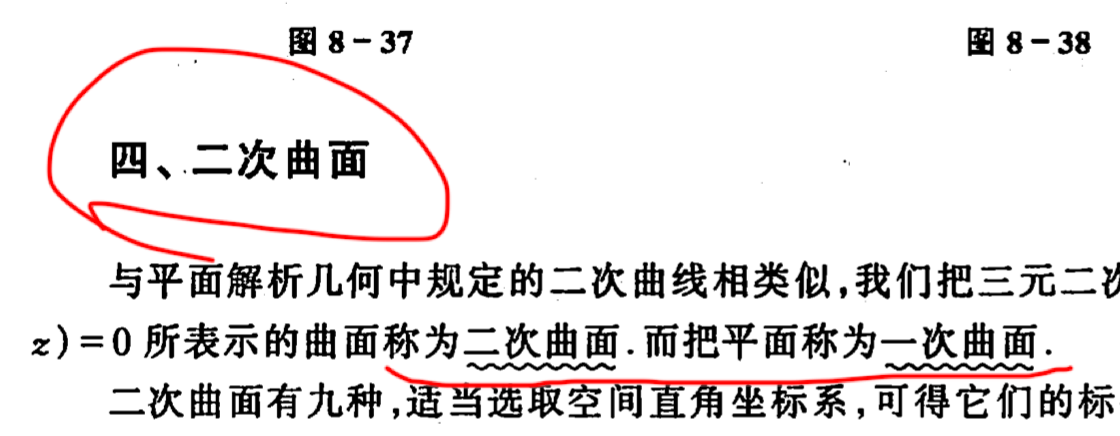 图 8-37
图 8-38
四、二次曲面
与平面解析几何中规定的二次曲线相类似,我们把三元二次
z)=0 所表示的曲面称为二次曲面.而把平面称为一次曲面.
二次曲面有九种,适当选取空间直角坐标系,可得它们的标